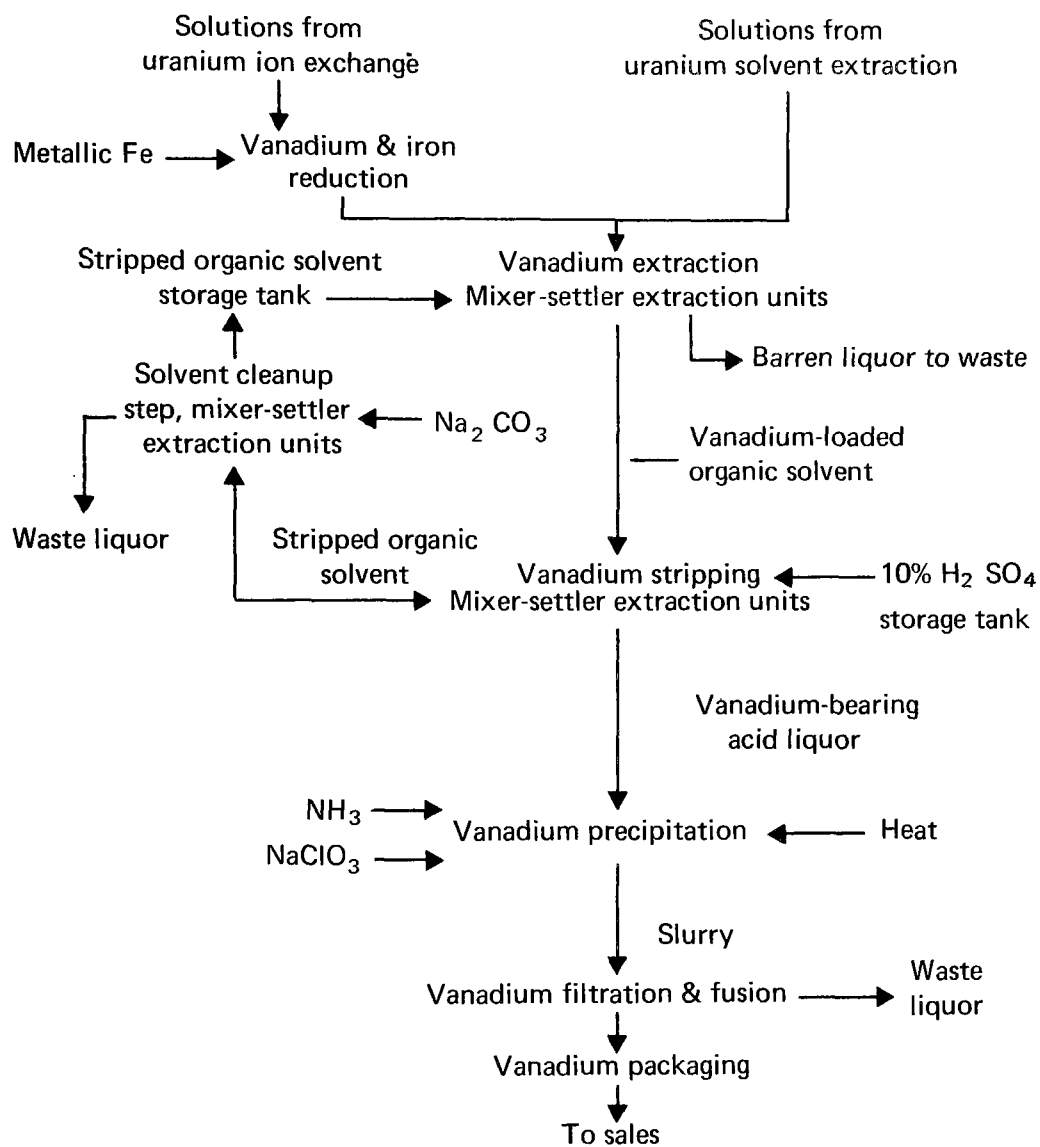 Solutions from
uranium ion exchange
Solutions from
uranium solvent extraction
Metallic Fe
Vanadium & iron
reduction
Stripped organic solvent
storage tank
Vanadium extraction
Mixer-settler extraction units
Barren liquor to waste
Solvent cleanup
step, mixer-settler
extraction units
Na2 CO3
Vanadium-loaded
organic solvent
Waste liquor
Stripped organic
solvent
Vanadium stripping
Mixer-settler extraction units
10% H2 SO4
storage tank
Vanadium-bearing
acid liquor
NH3
NaClO3
Vanadium precipitation
Heat
Slurry
Vanadium filtration & fusion
Waste
liquor
Vanadium packaging
To sales